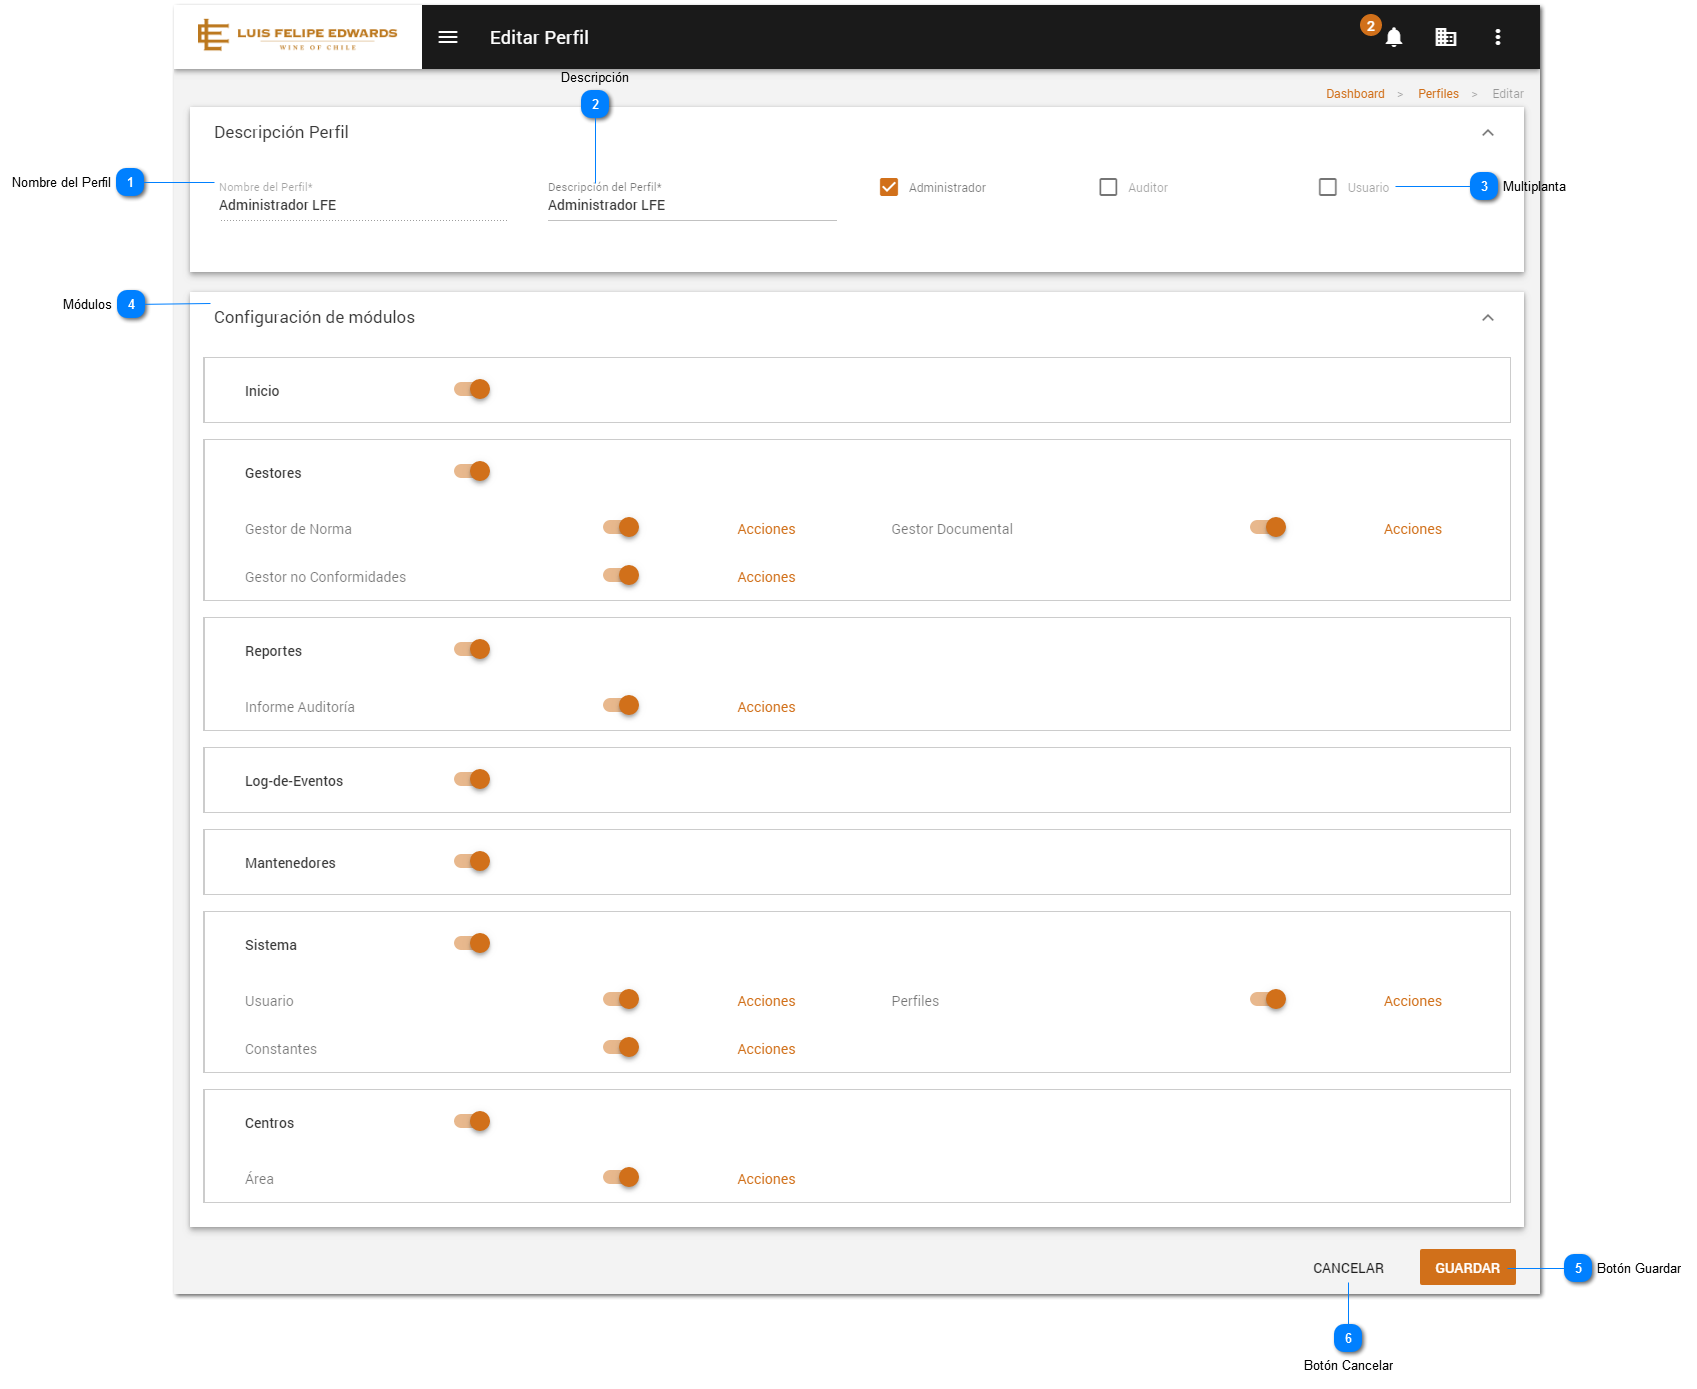 LUIS FELIPE EDWARDS
WINE OF CHILE
Editar Perfil
2
Descripción
2
Dashboard > Perfiles > Editar
Descripción Perfil
Nombre del Perfil
1
Nombre del Perfil*
Administrador LFE
Descripción del Perfil*
Administrador LFE
Administrador
Auditor
Usuario
3
Multiplanta
Módulos
4
Configuración de módulos
Inicio
Gestores
Gestor de Norma Acciones Gestor Documental Acciones
Gestor no Conformidades Acciones
Reportes
Informe Auditoría Acciones
Log-de-Eventos
Mantenedores
Sistema
Usuario Acciones Perfiles Acciones
Constantes Acciones
Centros
Área Acciones
CANCELAR
GUARDAR
5
Botón Guardar
6
Botón Cancelar